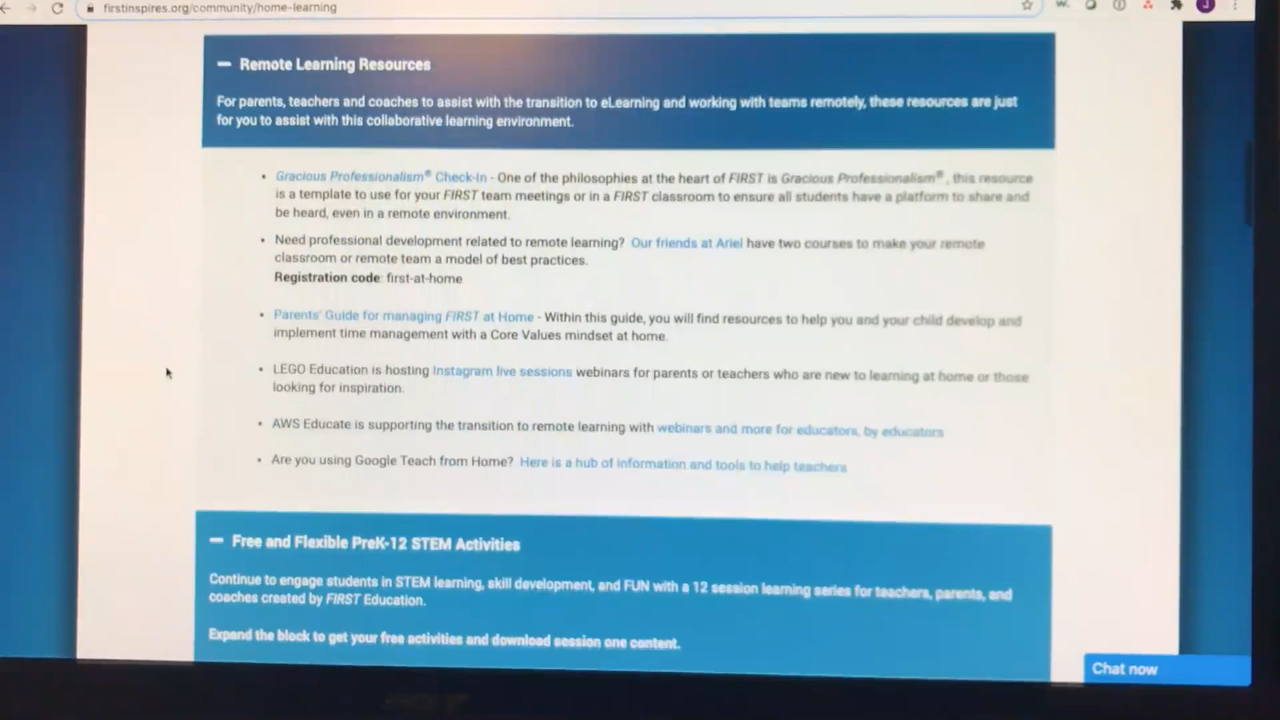 firstinspires.org/community/home-learning
J
Remote Learning Resources
For parents, teachers and coaches to assist with the transition to eLearning and working with teams remotely, these resources are just
for you to assist with this collaborative learning environment.
Gracious Professionalism® Check-In - One of the philosophies at the heart of FIRST is Gracious Professionalism®, this resource
is a template to use for your FIRST team meetings or in a FIRST classroom to ensure all students have a platform to share and
be heard, even in a remote environment.
Need professional development related to remote learning? Our friends at Ariel have two courses to make your remote
classroom or remote team a model of best practices.
Registration code: first-at-home
Parents' Guide for managing FIRST at Home - Within this guide, you will find resources to help you and your child develop and
implement time management with a Core Values mindset at home.
LEGO Education is hosting Instagram live sessions webinars for parents or teachers who are new to learning at home or those
looking for inspiration.
AWS Educate is supporting the transition to remote learning with webinars and more for educators, by educators
Are you using Google Teach from Home? Here is a hub of information and tools to help teachers
Free and Flexible PreK-12 STEM Activities
Continue to engage students in STEM learning, skill development, and FUN with a 12 session learning series for teachers, parents, and
coaches created by FIRST Education.
Expand the block to get your free activities and download session one content.
Chat now